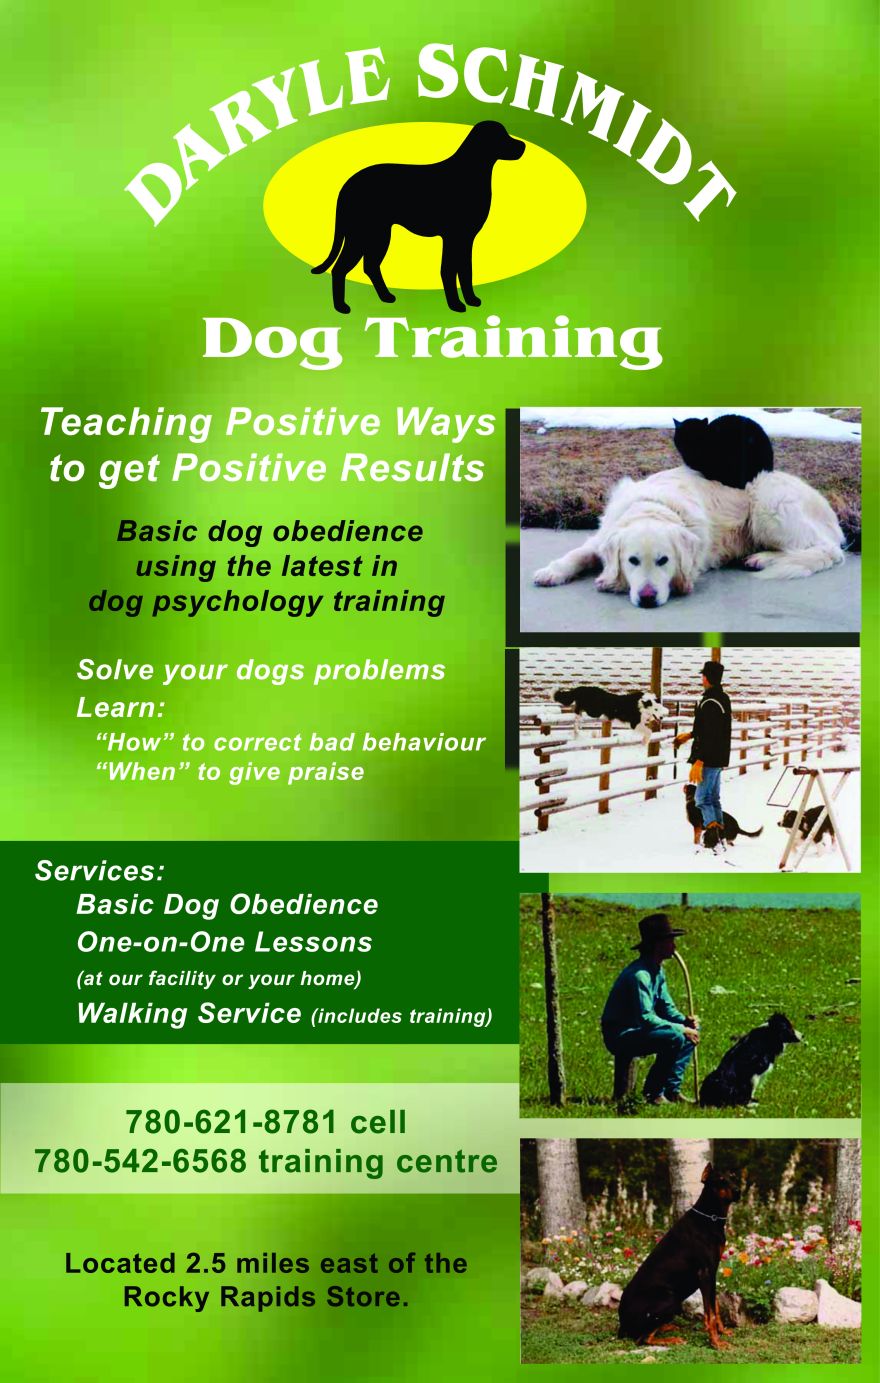 DARYLE SCHMIDT
Dog Training
Teaching Positive Ways
to get Positive Results
Basic dog obedience
using the latest in
dog psychology training
Solve your dogs problems
Learn:
“How” to correct bad behaviour
“When” to give praise
Services:
Basic Dog Obedience
One-on-One Lessons
(at our facility or your home)
Walking Service (includes training)
780-621-8781 cell
780-542-6568 training centre
Located 2.5 miles east of the
Rocky Rapids Store.